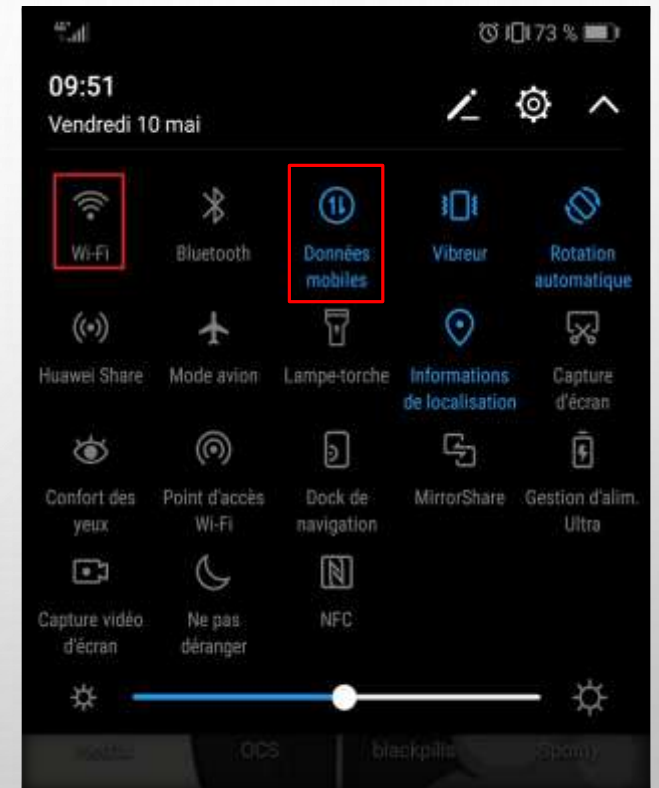 73 %
09:51
Vendredi 10 mai
Wi-Fi
Bluetooth
Données
mobiles
Vibreur
Rotation
automatique
Huawei Share
Mode avion
Lampe-torche
Informations
de localisation
Capture
d'écran
Confort des
yeux
Point d'accès
Wi-Fi
Dock de
navigation
MirrorShare
Gestion d'alim.
Ultra
Capture vidéo
d'écran
Ne pas
déranger
NFC
OCS
blackpills